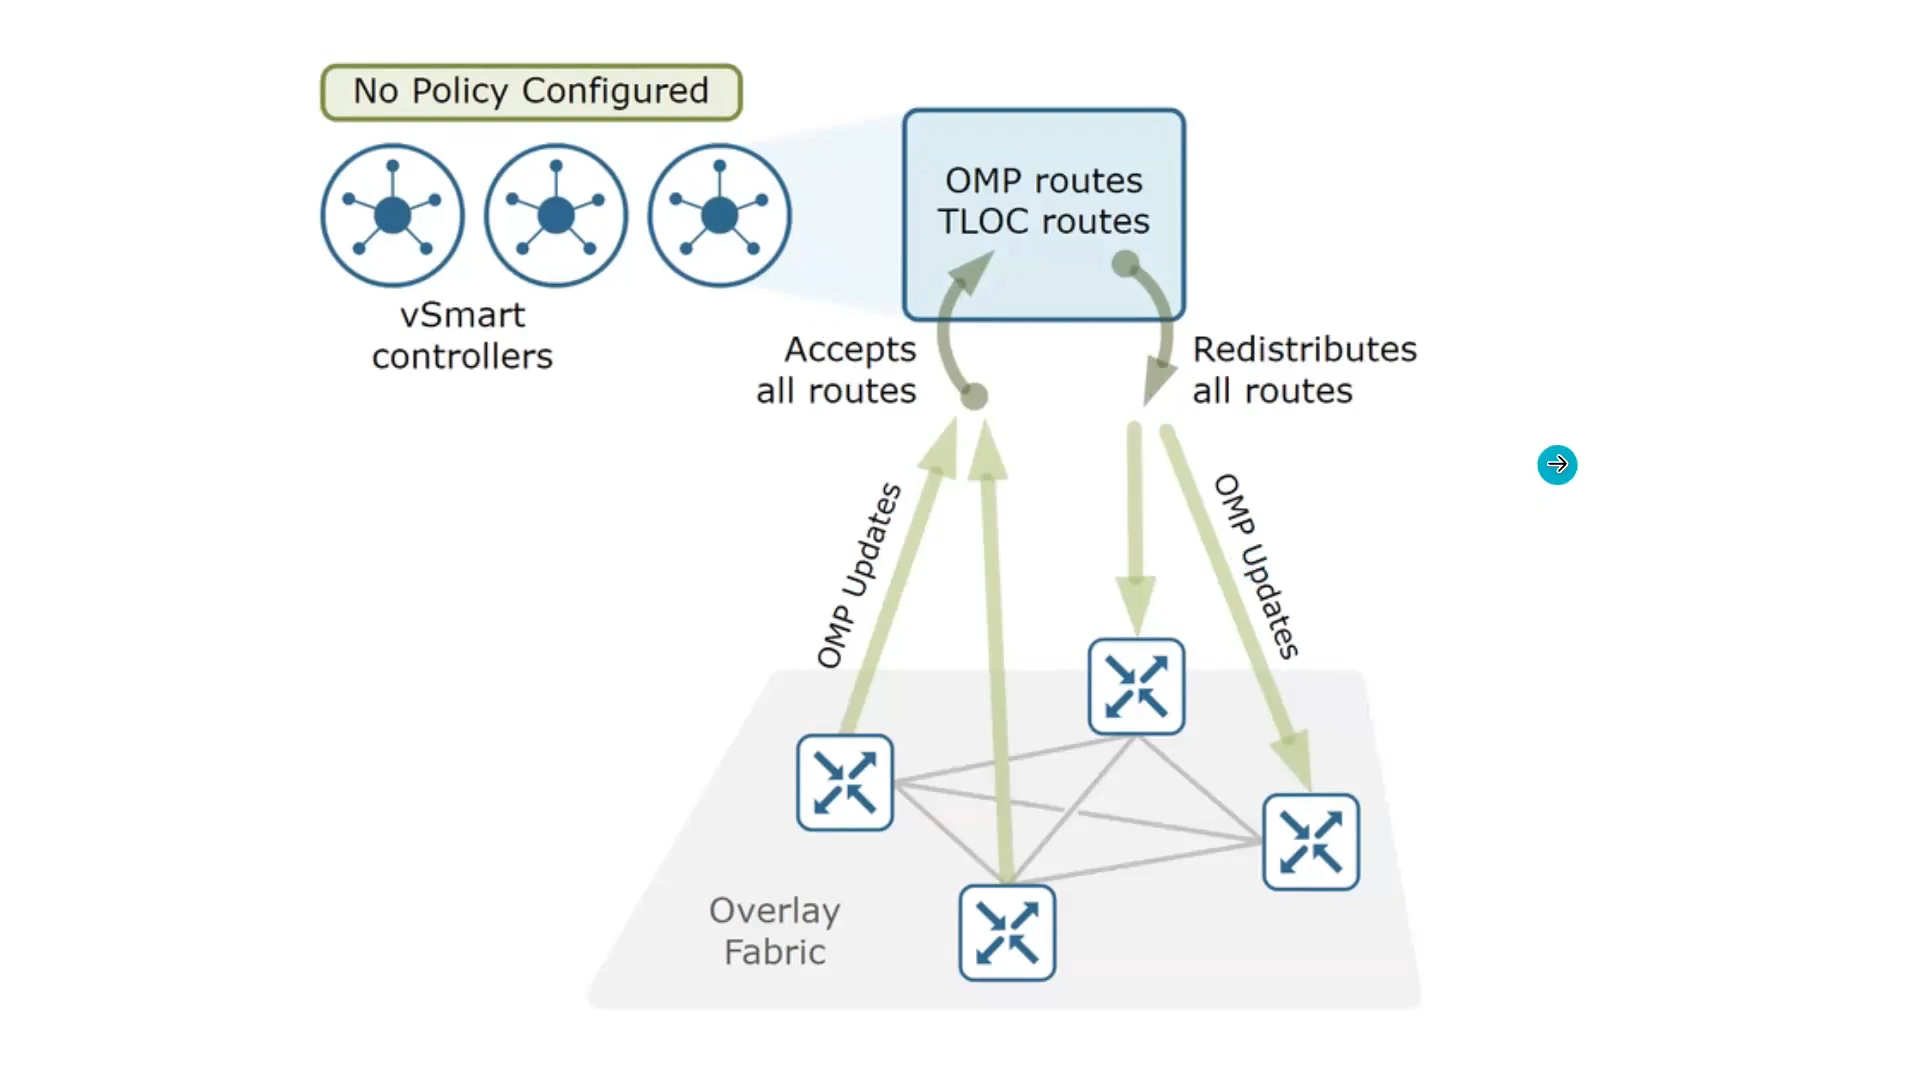 No Policy Configured
vSmart
controllers
OMP routes
TLOC routes
Accepts
all routes
Redistributes
all routes
OMP Updates
OMP Updates
Overlay
Fabric